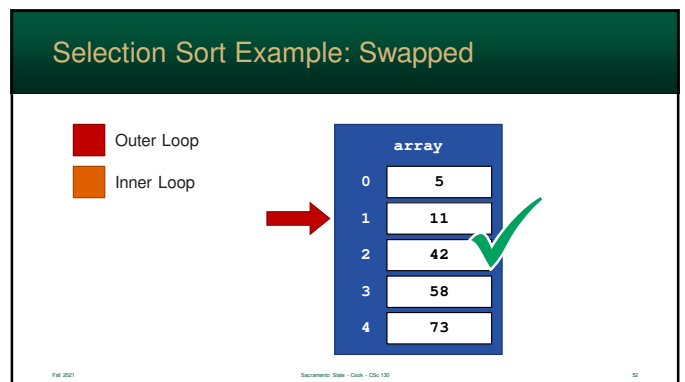 Selection Sort Example: Swapped
Outer Loop
Inner Loop
array
0 5
1 11
2 42
3 58
4 73
Fall 2021 Sacramento State - Cook - CSc 130 52